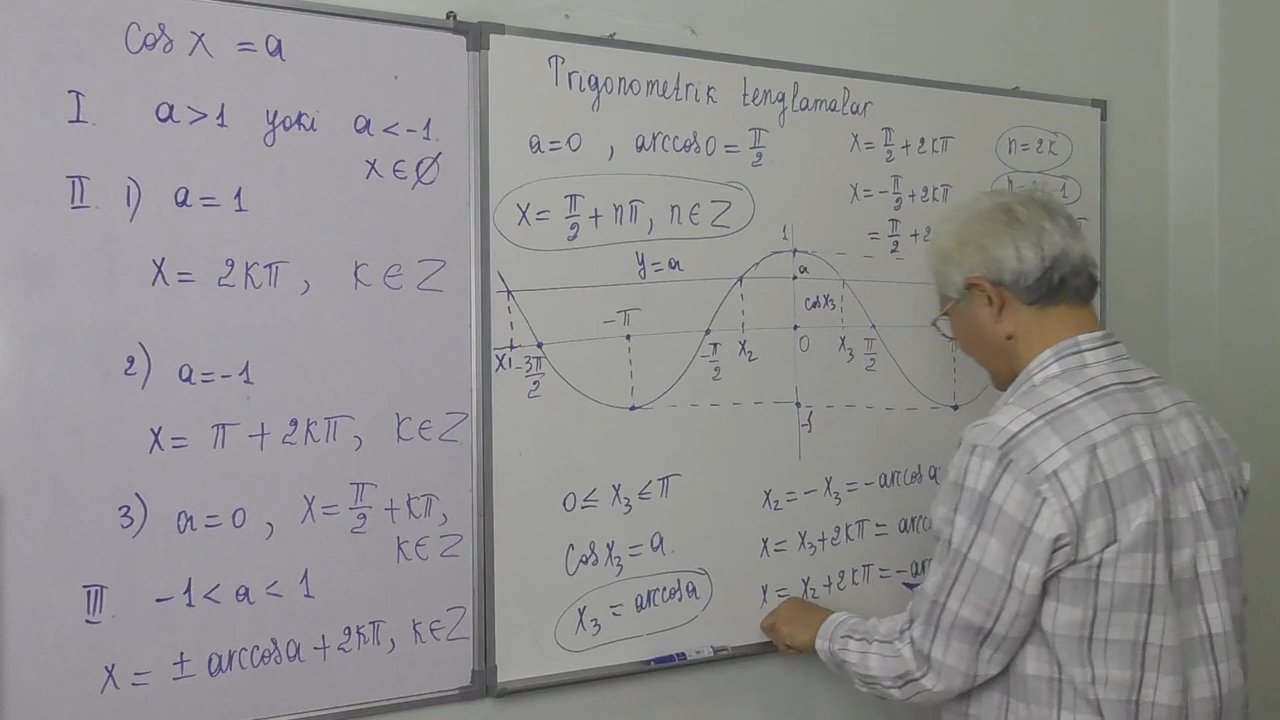 cos x = a
I. a > 1 yoki a < -1.
x ∈ ∅
II. 1) a = 1
x = 2kπ, k ∈ Z
2) a = -1
x = π + 2kπ, k ∈ Z
3) a = 0, x = π/2 + kπ,
k ∈ Z
III. -1 < a < 1
x = ± arccos a + 2kπ, k ∈ Z
Trigonometrik tenglamalar
a = 0, arccos 0 = π/2
x = π/2 + nπ, n ∈ Z
x = π/2 + 2kπ
n = 2k
x = -π/2 + 2kπ
= π/2 + 2
1
y = a
a
cos x₃
-π
x₁
-3π/2
-π/2
x₂
0
x₃
π/2
-1
0 ≤ x₃ ≤ π
cos x₃ = a.
x₃ = arccos a
x₂ = -x₃ = -arccos a
x = x₃ + 2kπ =
x = x₂ + 2kπ =